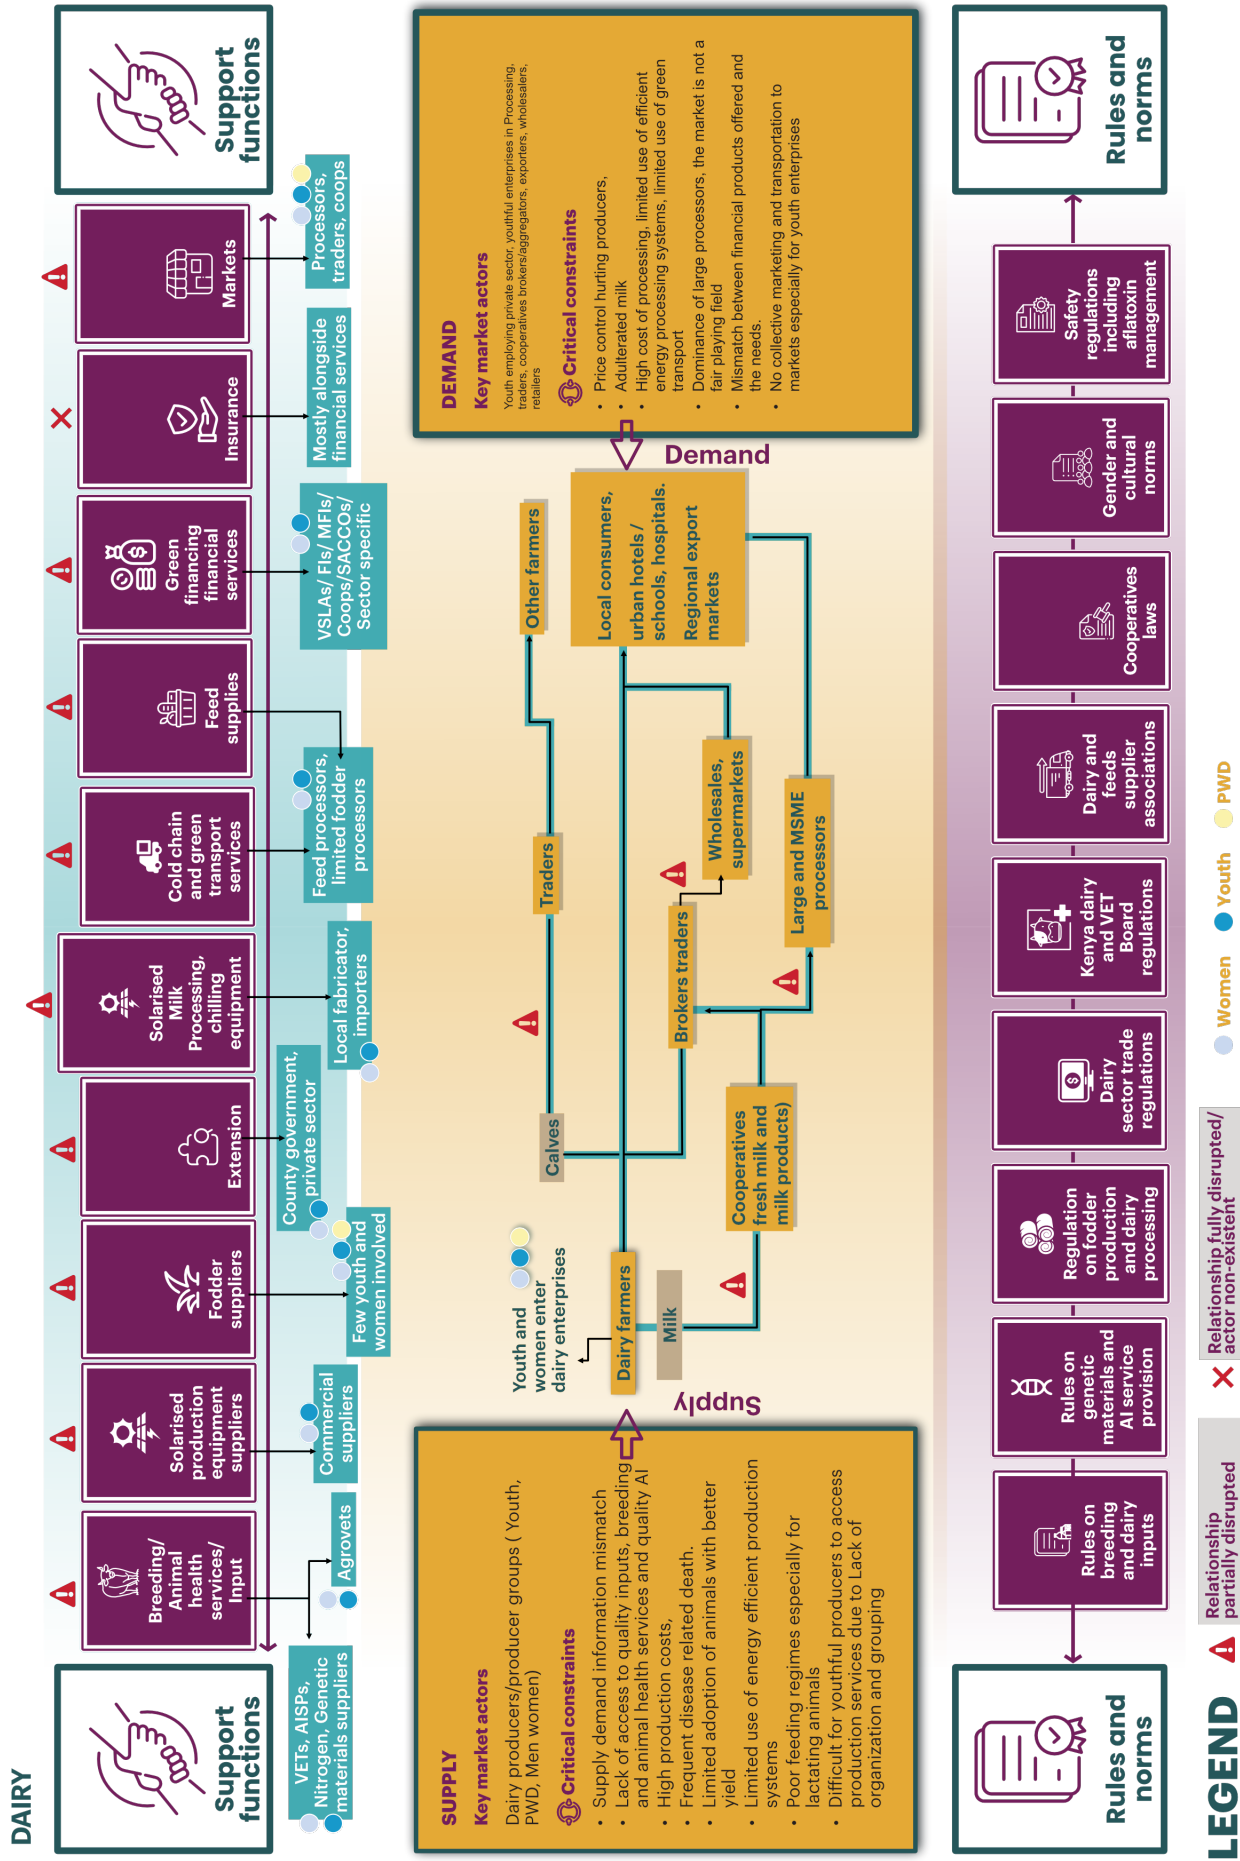 DAIRY
Support
functions
Breeding/
Animal
health
services/
Input
Solarised
production
equipment
suppliers
Fodder
suppliers
Extension
Solarised
Milk
Processing,
chilling
equipment
Cold chain
and green
transport
services
Feed
supplies
Green
financing
financial
services
Insurance
Markets
Support
functions
VETs, AISPs,
Nitrogen, Genetic
materials suppliers
Agrovets
Commercial
suppliers
Few youth and
women involved
County government,
private sector
Local fabricator,
importers
Feed processors,
limited fodder
processors
VSLAs/ FIs/ MFIs/
Coops/SACCOs/
Sector specific
Mostly alongside
financial services
Processors,
traders, coops
SUPPLY
Key market actors
Dairy producers/producer groups ( Youth,
PWD, Men women)
Critical constraints
• Supply demand information mismatch
• Lack of access to quality inputs, breeding
and animal health services and quality AI
• High production costs,
• Frequent disease related death.
• Limited adoption of animals with better
yield
• Limited use of energy efficient production
systems
• Poor feeding regimes especially for
lactating animals
• Difficult for youthful producers to access
production services due to Lack of
organization and grouping
Supply
Youth and
women enter
dairy enterprises
Dairy farmers
Milk
Calves
Cooperatives
fresh milk and
milk products)
Traders
Brokers traders
Wholesales,
supermarkets
Large and MSME
processors
Other farmers
Local consumers,
urban hotels /
schools, hospitals.
Regional export
markets
Demand
DEMAND
Key market actors
Youth employing private sector, youthful enterprises in Processing,
traders, cooperatives brokers/aggregators, exporters, wholesalers,
retailers
Critical constraints
• Price control hurting producers,
• Adulterated milk
• High cost of processing, limited use of efficient
energy processing systems, limited use of green
transport
• Dominance of large processors, the market is not a
fair playing field
• Mismatch between financial products offered and
the needs.
• No collective marketing and transportation to
markets especially for youth enterprises
Rules and
norms
Rules on
breeding
and dairy
inputs
Rules on
genetic
materials and
AI service
provision
Regulation
on fodder
production
and dairy
processing
Dairy
sector trade
regulations
Kenya dairy
and VET
Board
regulations
Dairy and
feeds
supplier
associations
Cooperatives
laws
Gender and
cultural
norms
Safety
regulations
including
aflatoxin
management
Rules and
norms
LEGEND
Relationship
partially disrupted
Relationship fully disrupted/
actor non-existent
Women
Youth
PWD